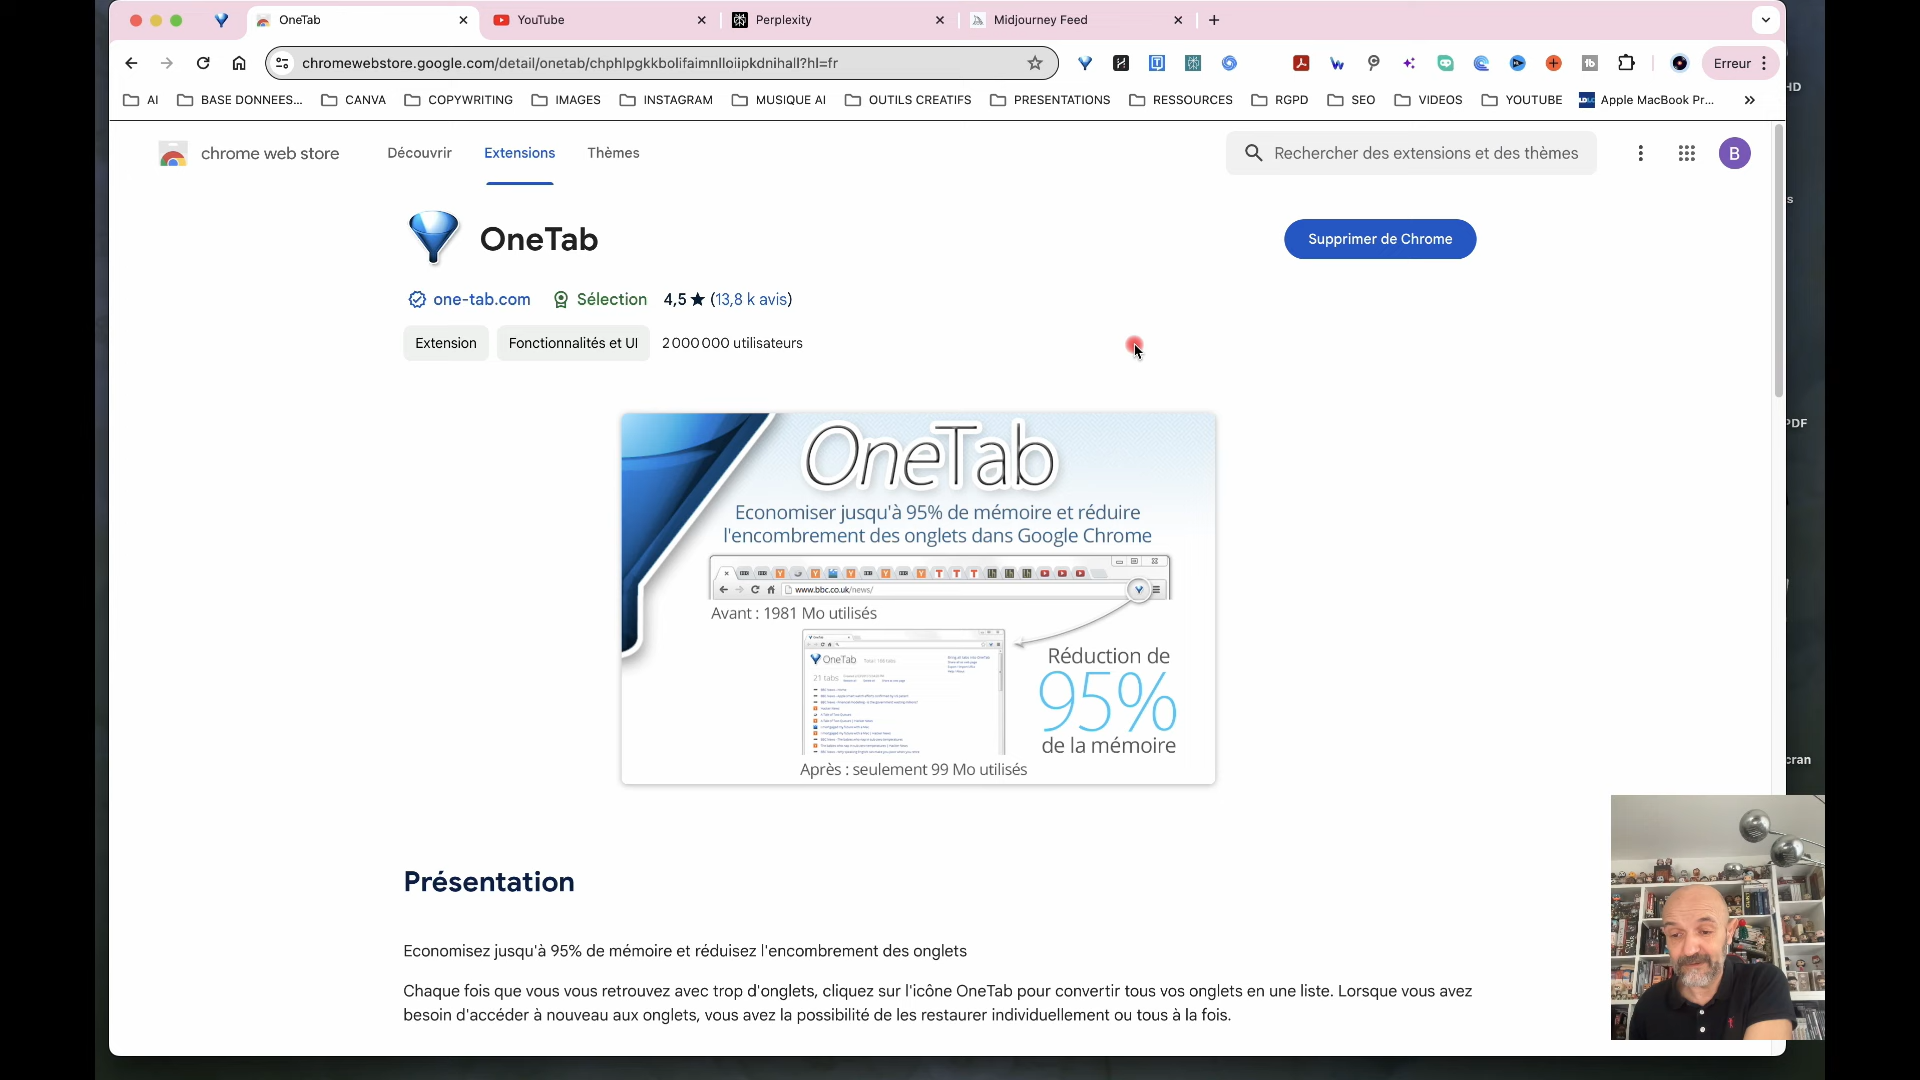 OneTab
YouTube
Perplexity
Midjourney Feed
chromewebstore.google.com/detail/onetab/chphlpgkkbolifaimnlloiipkdnihall?hl=fr
Erreur
AI
BASE DONNEES...
CANVA
COPYWRITING
IMAGES
INSTAGRAM
MUSIQUE AI
OUTILS CREATIFS
PRESENTATIONS
RESSOURCES
RGPD
SEO
VIDEOS
YOUTUBE
Apple MacBook Pr...
HD
chrome web store
Découvrir
Extensions
Thèmes
Rechercher des extensions et des thèmes
B
s
OneTab
Supprimer de Chrome
one-tab.com
Sélection
4,5 ★ (13,8 k avis)
Extension
Fonctionnalités et UI
2 000 000 utilisateurs
PDF
OneTab
Economiser jusqu'à 95% de mémoire et réduire
l'encombrement des onglets dans Google Chrome
www.bbc.co.uk/news/
Avant : 1981 Mo utilisés
OneTab
21 tabs
Réduction de
95%
de la mémoire
Après : seulement 99 Mo utilisés
cran
Présentation
Economisez jusqu'à 95% de mémoire et réduisez l'encombrement des onglets
Chaque fois que vous vous retrouvez avec trop d'onglets, cliquez sur l'icône OneTab pour convertir tous vos onglets en une liste. Lorsque vous avez
besoin d'accéder à nouveau aux onglets, vous avez la possibilité de les restaurer individuellement ou tous à la fois.